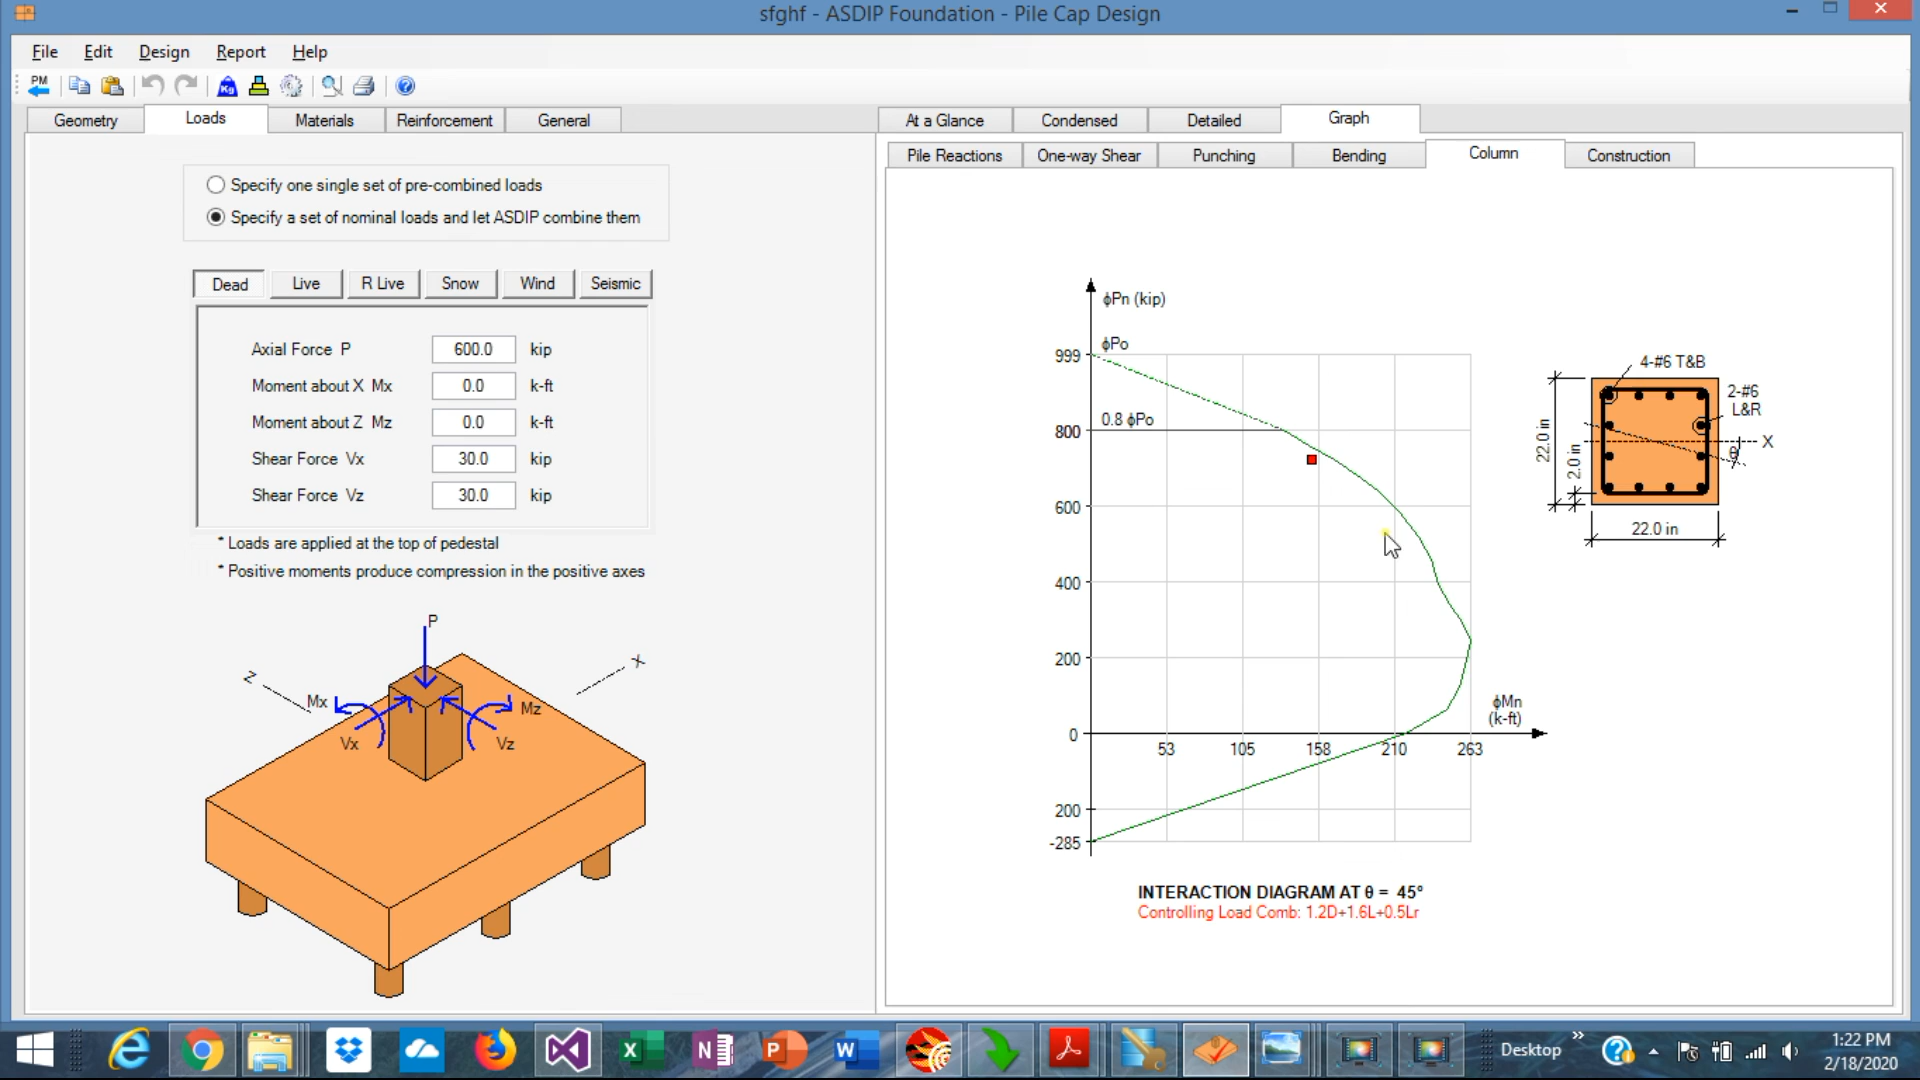 sfghf - ASDIP Foundation - Pile Cap Design
File Edit Design Report Help
PM Kg
Geometry Loads Materials Reinforcement General
At a Glance Condensed Detailed Graph
Pile Reactions One-way Shear Punching Bending Column Construction
Specify one single set of pre-combined loads
Specify a set of nominal loads and let ASDIP combine them
Dead Live R Live Snow Wind Seismic
Axial Force P 600.0 kip
Moment about X Mx 0.0 k-ft
Moment about Z Mz 0.0 k-ft
Shear Force Vx 30.0 kip
Shear Force Vz 30.0 kip
* Loads are applied at the top of pedestal
* Positive moments produce compression in the positive axes
P
Z X
Mx Mz
Vx Vz
ϕPn (kip)
999 ϕPo
800 0.8 ϕPo
600
400
200
0
200
-285
53 105 158 210 263
ϕMn
(k-ft)
4-#6 T&B
2-#6
L&R
22.0 in
2.0 in
X
θ
22.0 in
INTERACTION DIAGRAM AT θ = 45°
Controlling Load Comb: 1.2D+1.6L+0.5Lr
Desktop
1:22 PM
2/18/2020